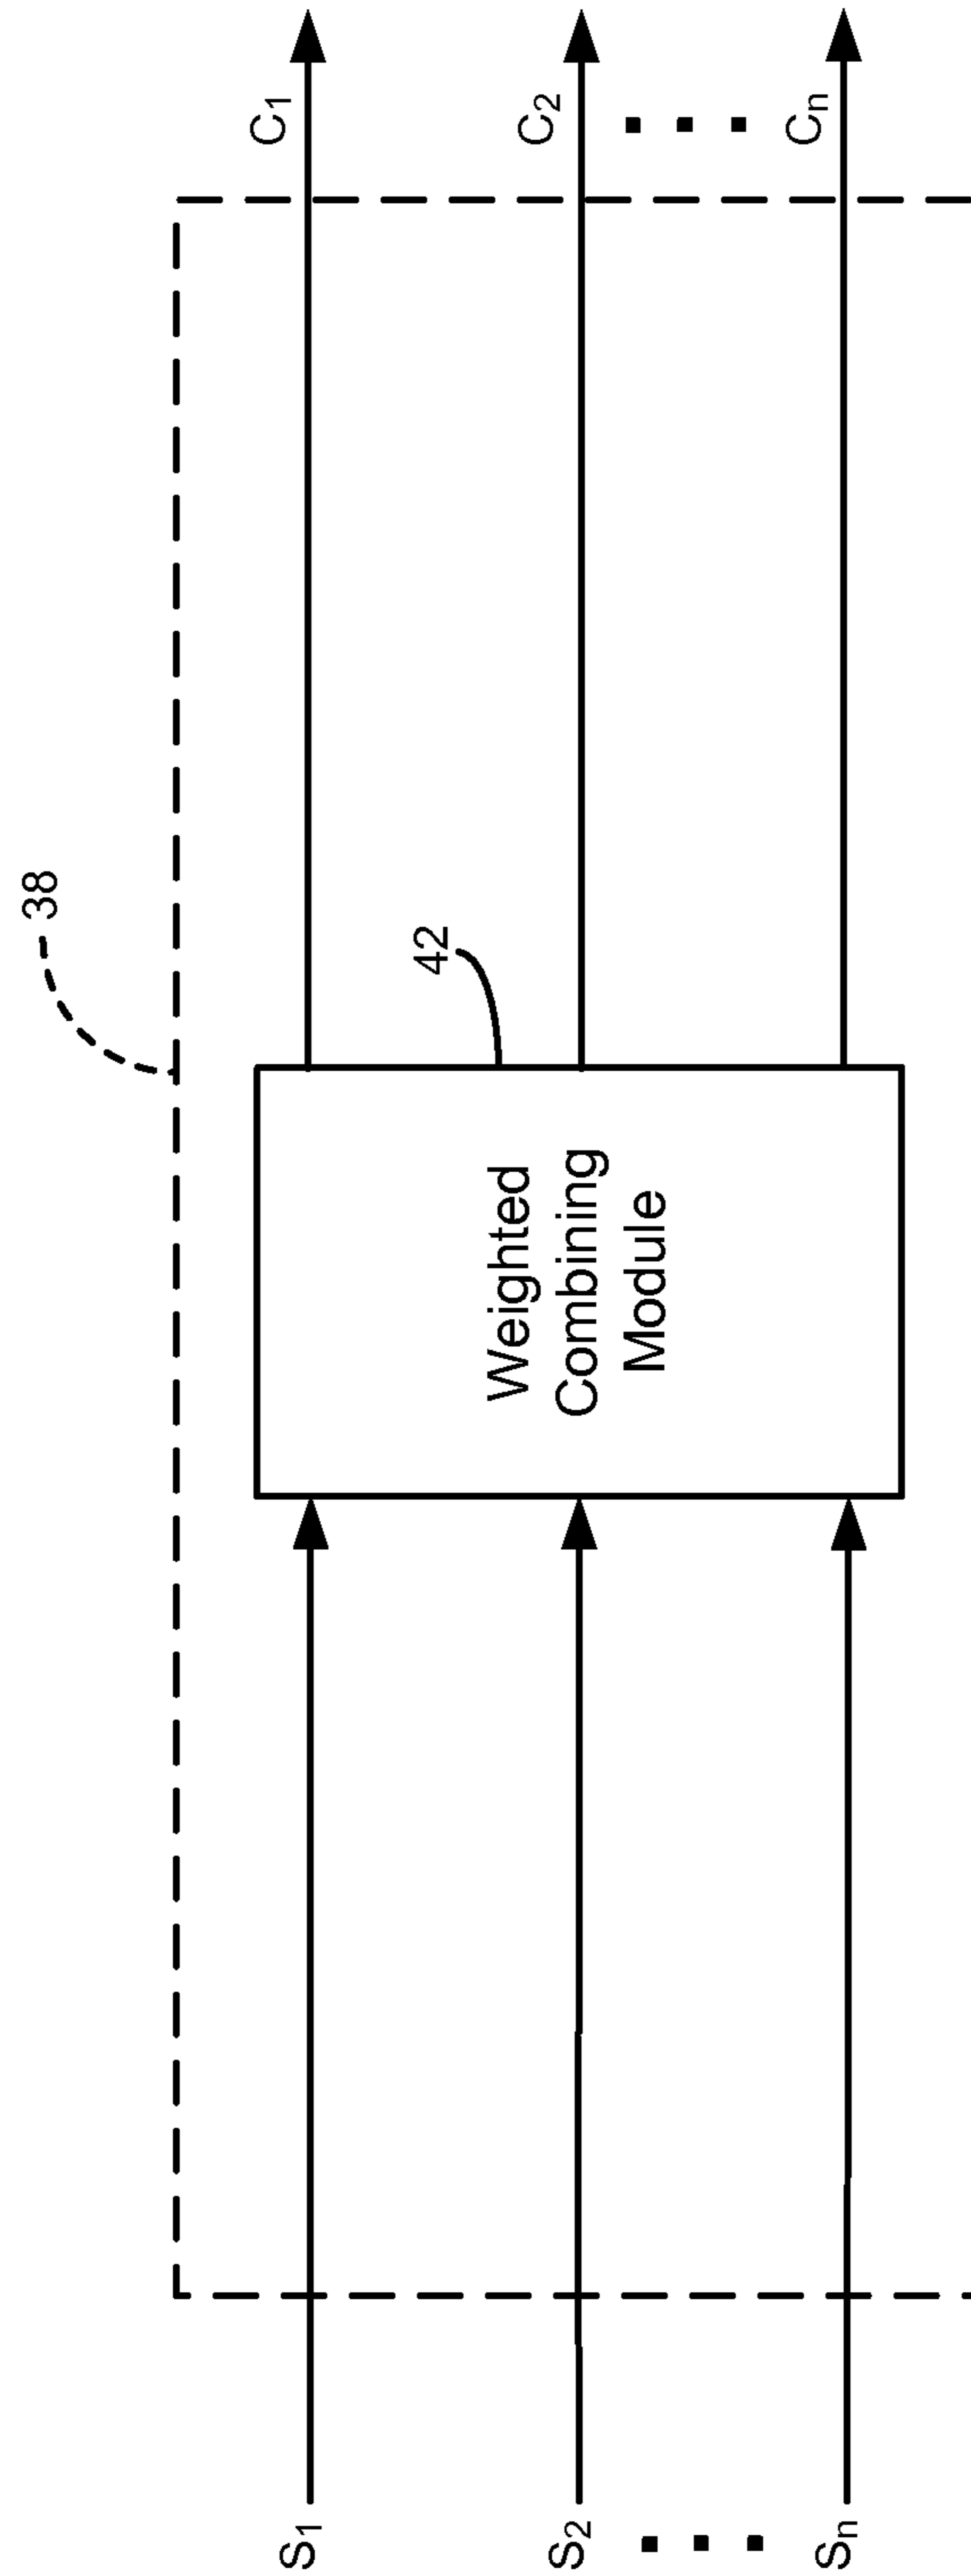 38
42
S₁
S₂
Sₙ
Weighted
Combining
Module
C₁
C₂
Cₙ